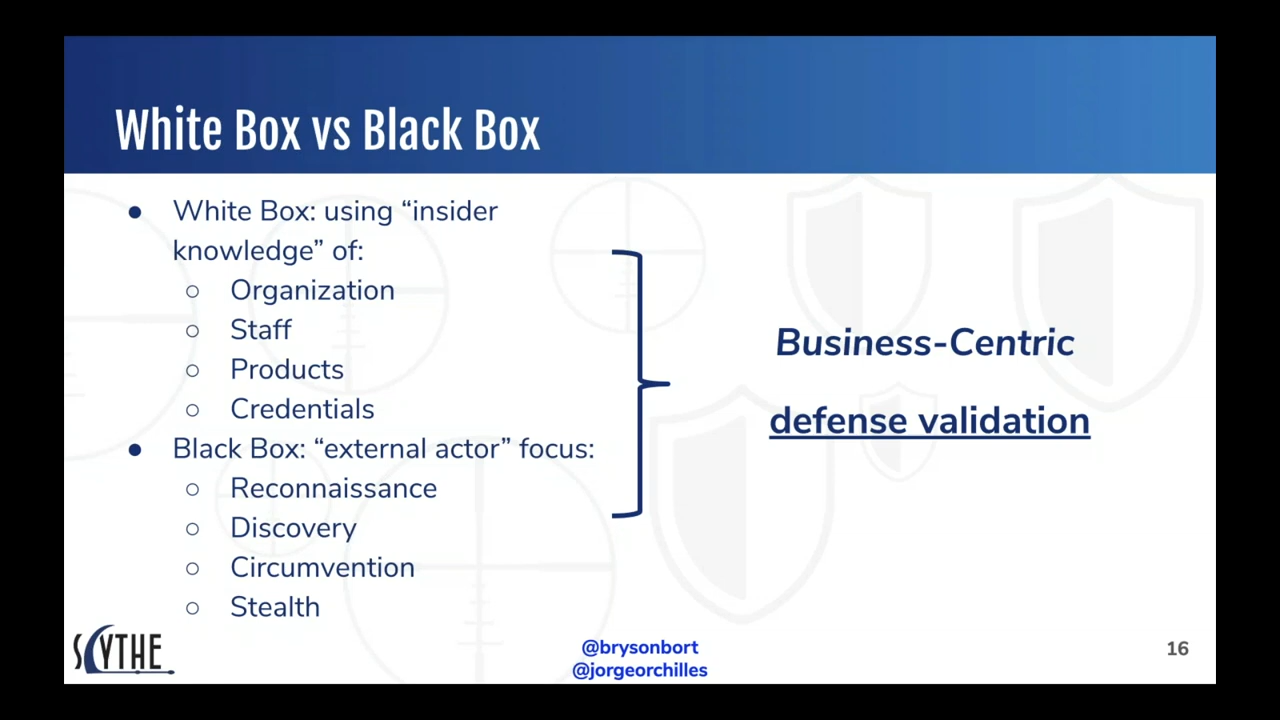 White Box vs Black Box
● White Box: using “insider
knowledge” of:
○ Organization
○ Staff
○ Products
○ Credentials
● Black Box: “external actor” focus:
○ Reconnaissance
○ Discovery
○ Circumvention
○ Stealth
Business-Centric
defense validation
SCYTHE
@brysonbort
@jorgeorchilles
16